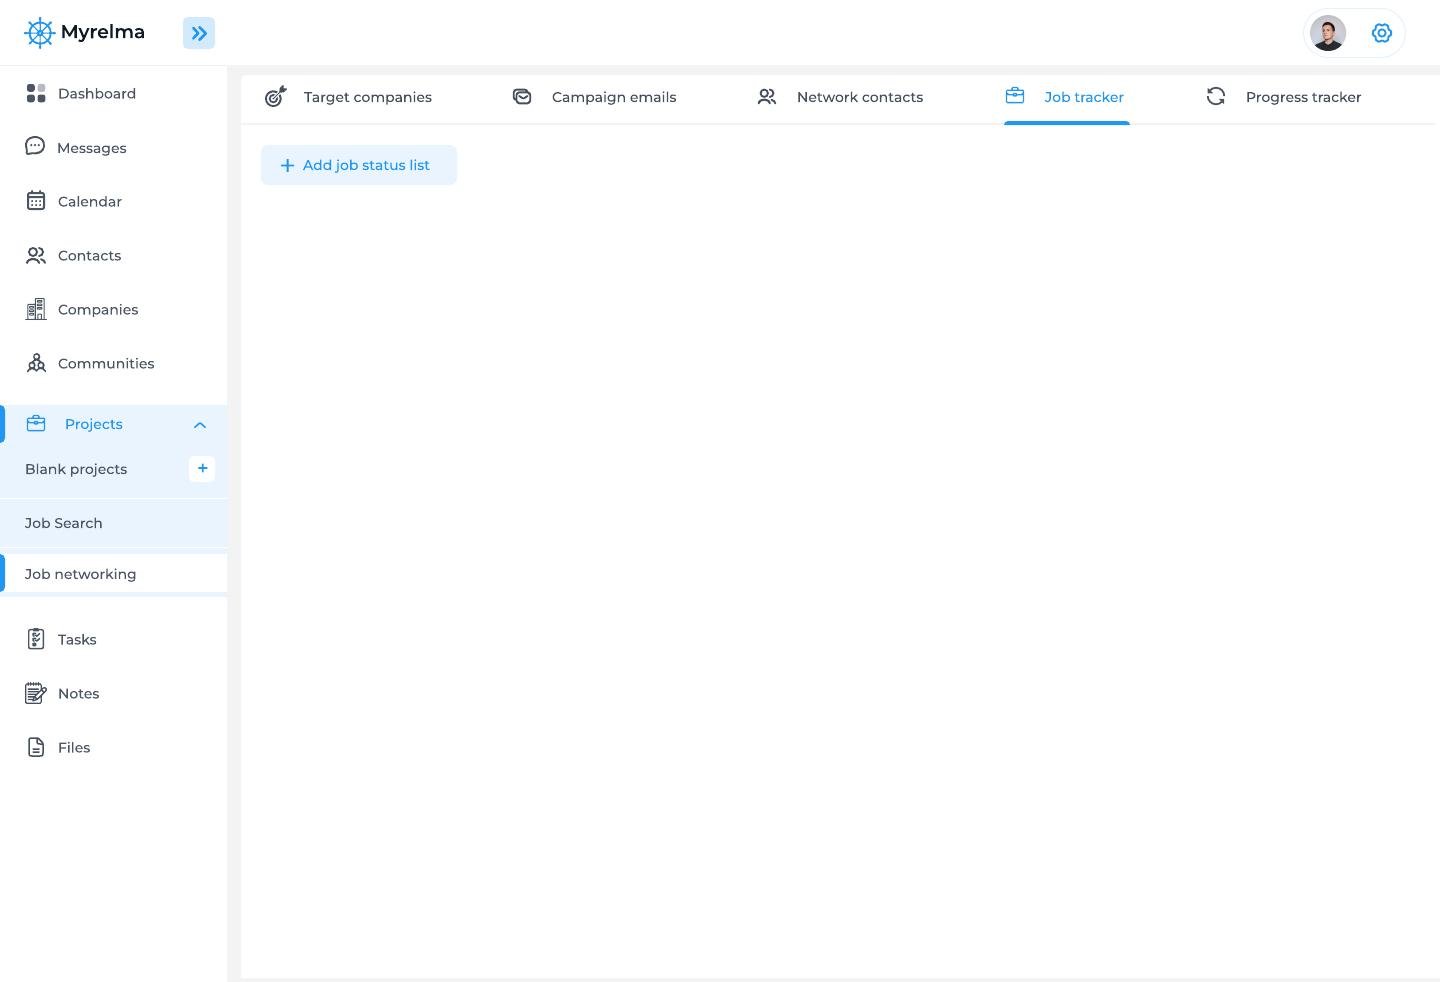 Myrelma
Dashboard
Messages
Calendar
Contacts
Companies
Communities
Projects
Blank projects
Job Search
Job networking
Tasks
Notes
Files
Target companies
Campaign emails
Network contacts
Job tracker
Progress tracker
+ Add job status list